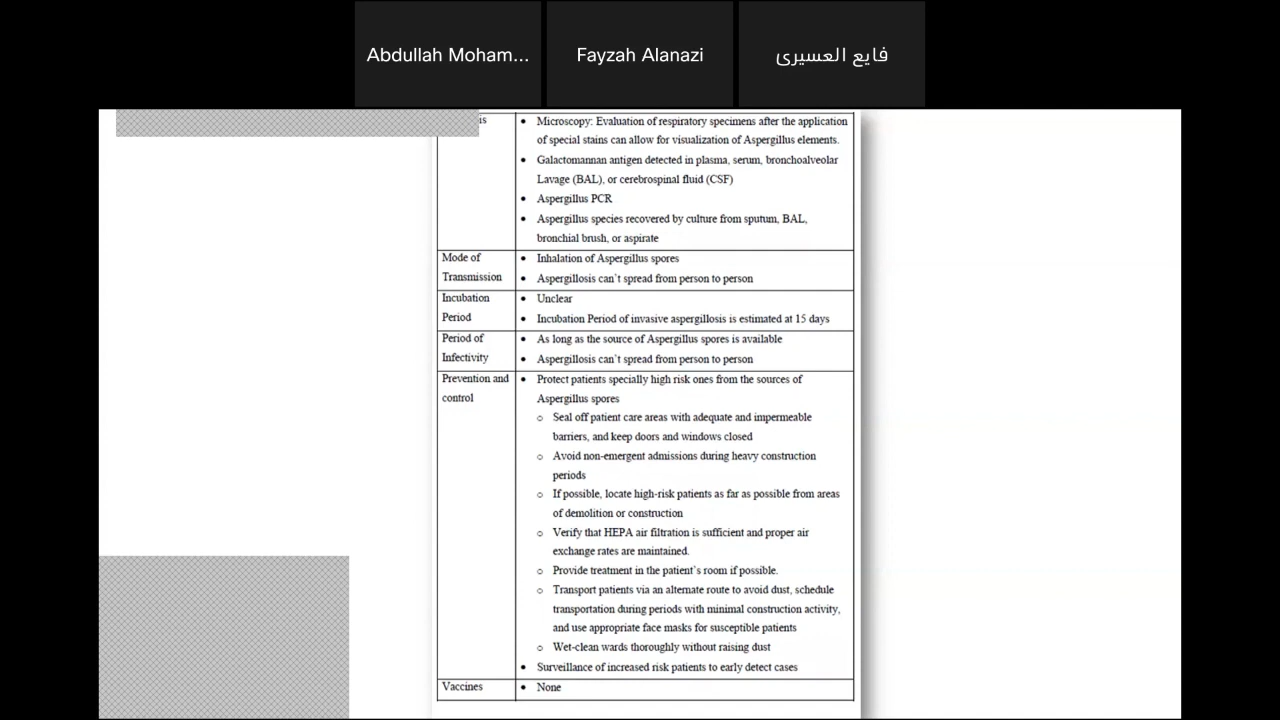 Abdullah Moham...
Fayzah Alanazi
فايع العسيرى
is
• Microscopy: Evaluation of respiratory specimens after the application
of special stains can allow for visualization of Aspergillus elements.
• Galactomannan antigen detected in plasma, serum, bronchoalveolar
Lavage (BAL), or cerebrospinal fluid (CSF)
• Aspergillus PCR
• Aspergillus species recovered by culture from sputum, BAL,
bronchial brush, or aspirate
Mode of
Transmission
• Inhalation of Aspergillus spores
• Aspergillosis can't spread from person to person
Incubation
Period
• Unclear
• Incubation Period of invasive aspergillosis is estimated at 15 days
Period of
Infectivity
• As long as the source of Aspergillus spores is available
• Aspergillosis can't spread from person to person
Prevention and
control
• Protect patients specially high risk ones from the sources of
Aspergillus spores
o Seal off patient care areas with adequate and impermeable
barriers, and keep doors and windows closed
o Avoid non-emergent admissions during heavy construction
periods
o If possible, locate high-risk patients as far as possible from areas
of demolition or construction
o Verify that HEPA air filtration is sufficient and proper air
exchange rates are maintained.
o Provide treatment in the patient's room if possible.
o Transport patients via an alternate route to avoid dust, schedule
transportation during periods with minimal construction activity,
and use appropriate face masks for susceptible patients
o Wet-clean wards thoroughly without raising dust
• Surveillance of increased risk patients to early detect cases
Vaccines
• None